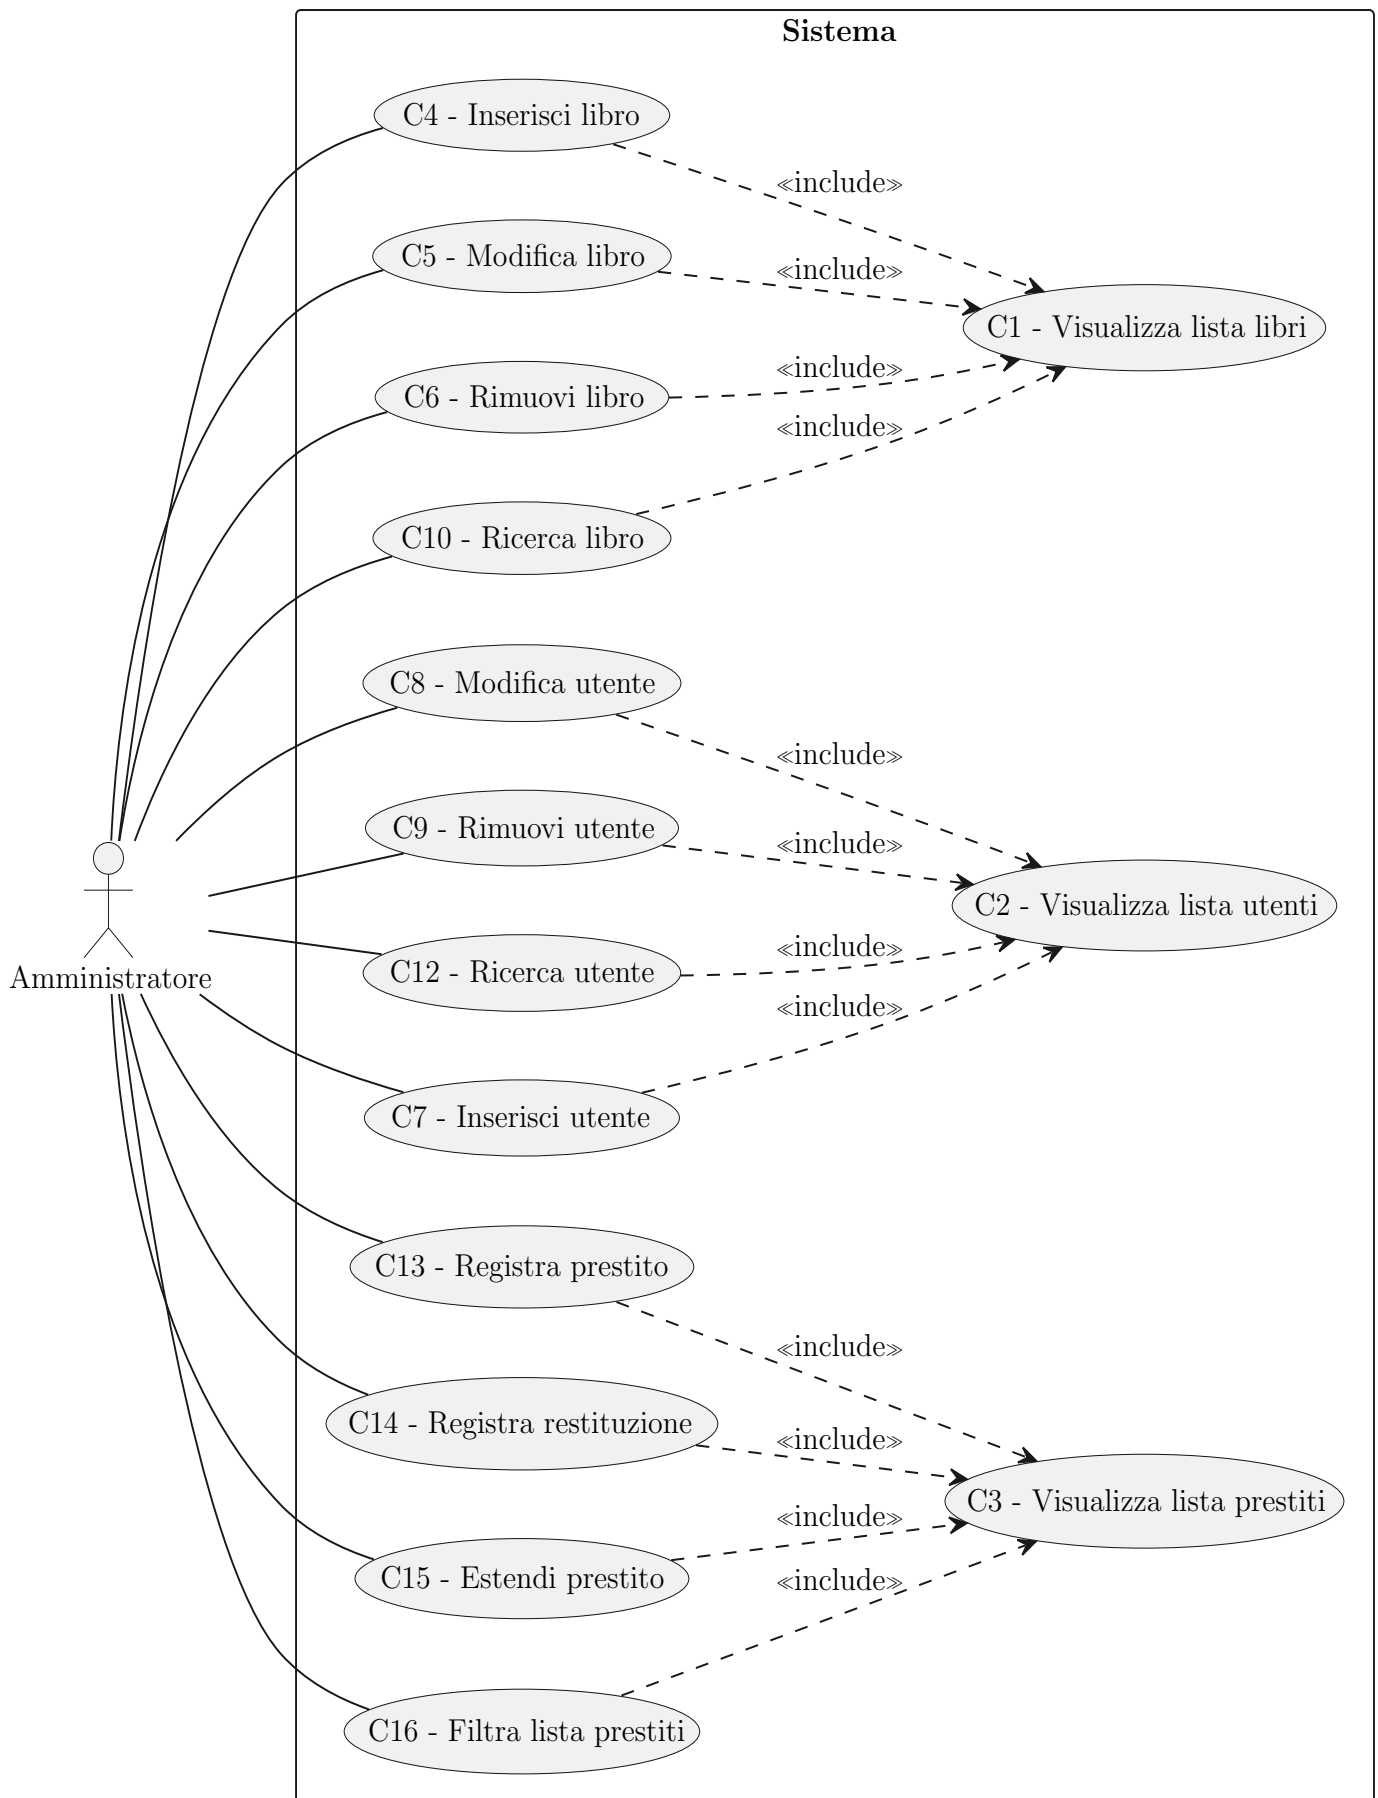 Sistema
C4 - Inserisci libro
«include»
C5 - Modifica libro
«include»
C1 - Visualizza lista libri
C6 - Rimuovi libro
«include»
«include»
C10 - Ricerca libro
C8 - Modifica utente
«include»
C9 - Rimuovi utente
«include»
C2 - Visualizza lista utenti
Amministratore
C12 - Ricerca utente
«include»
«include»
C7 - Inserisci utente
C13 - Registra prestito
«include»
C14 - Registra restituzione
«include»
C3 - Visualizza lista prestiti
«include»
C15 - Estendi prestito
«include»
C16 - Filtra lista prestiti